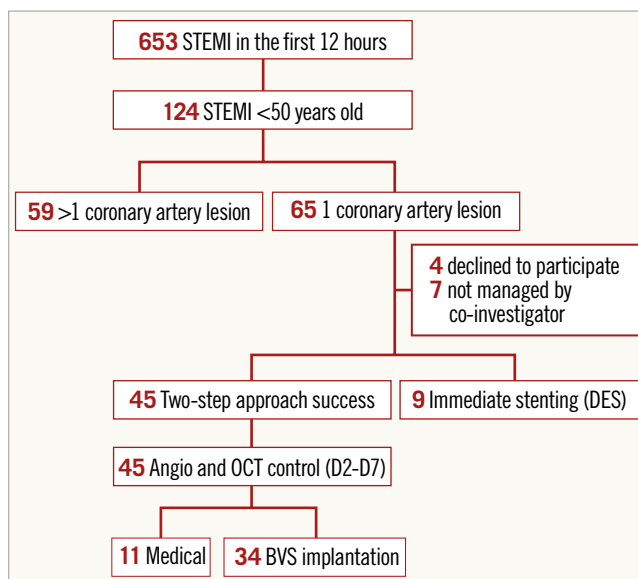 653 STEMI in the first 12 hours
124 STEMI <50 years old
59 >1 coronary artery lesion
65 1 coronary artery lesion
4 declined to participate
7 not managed by
co-investigator
45 Two-step approach success
9 Immediate stenting (DES)
45 Angio and OCT control (D2-D7)
11 Medical
34 BVS implantation